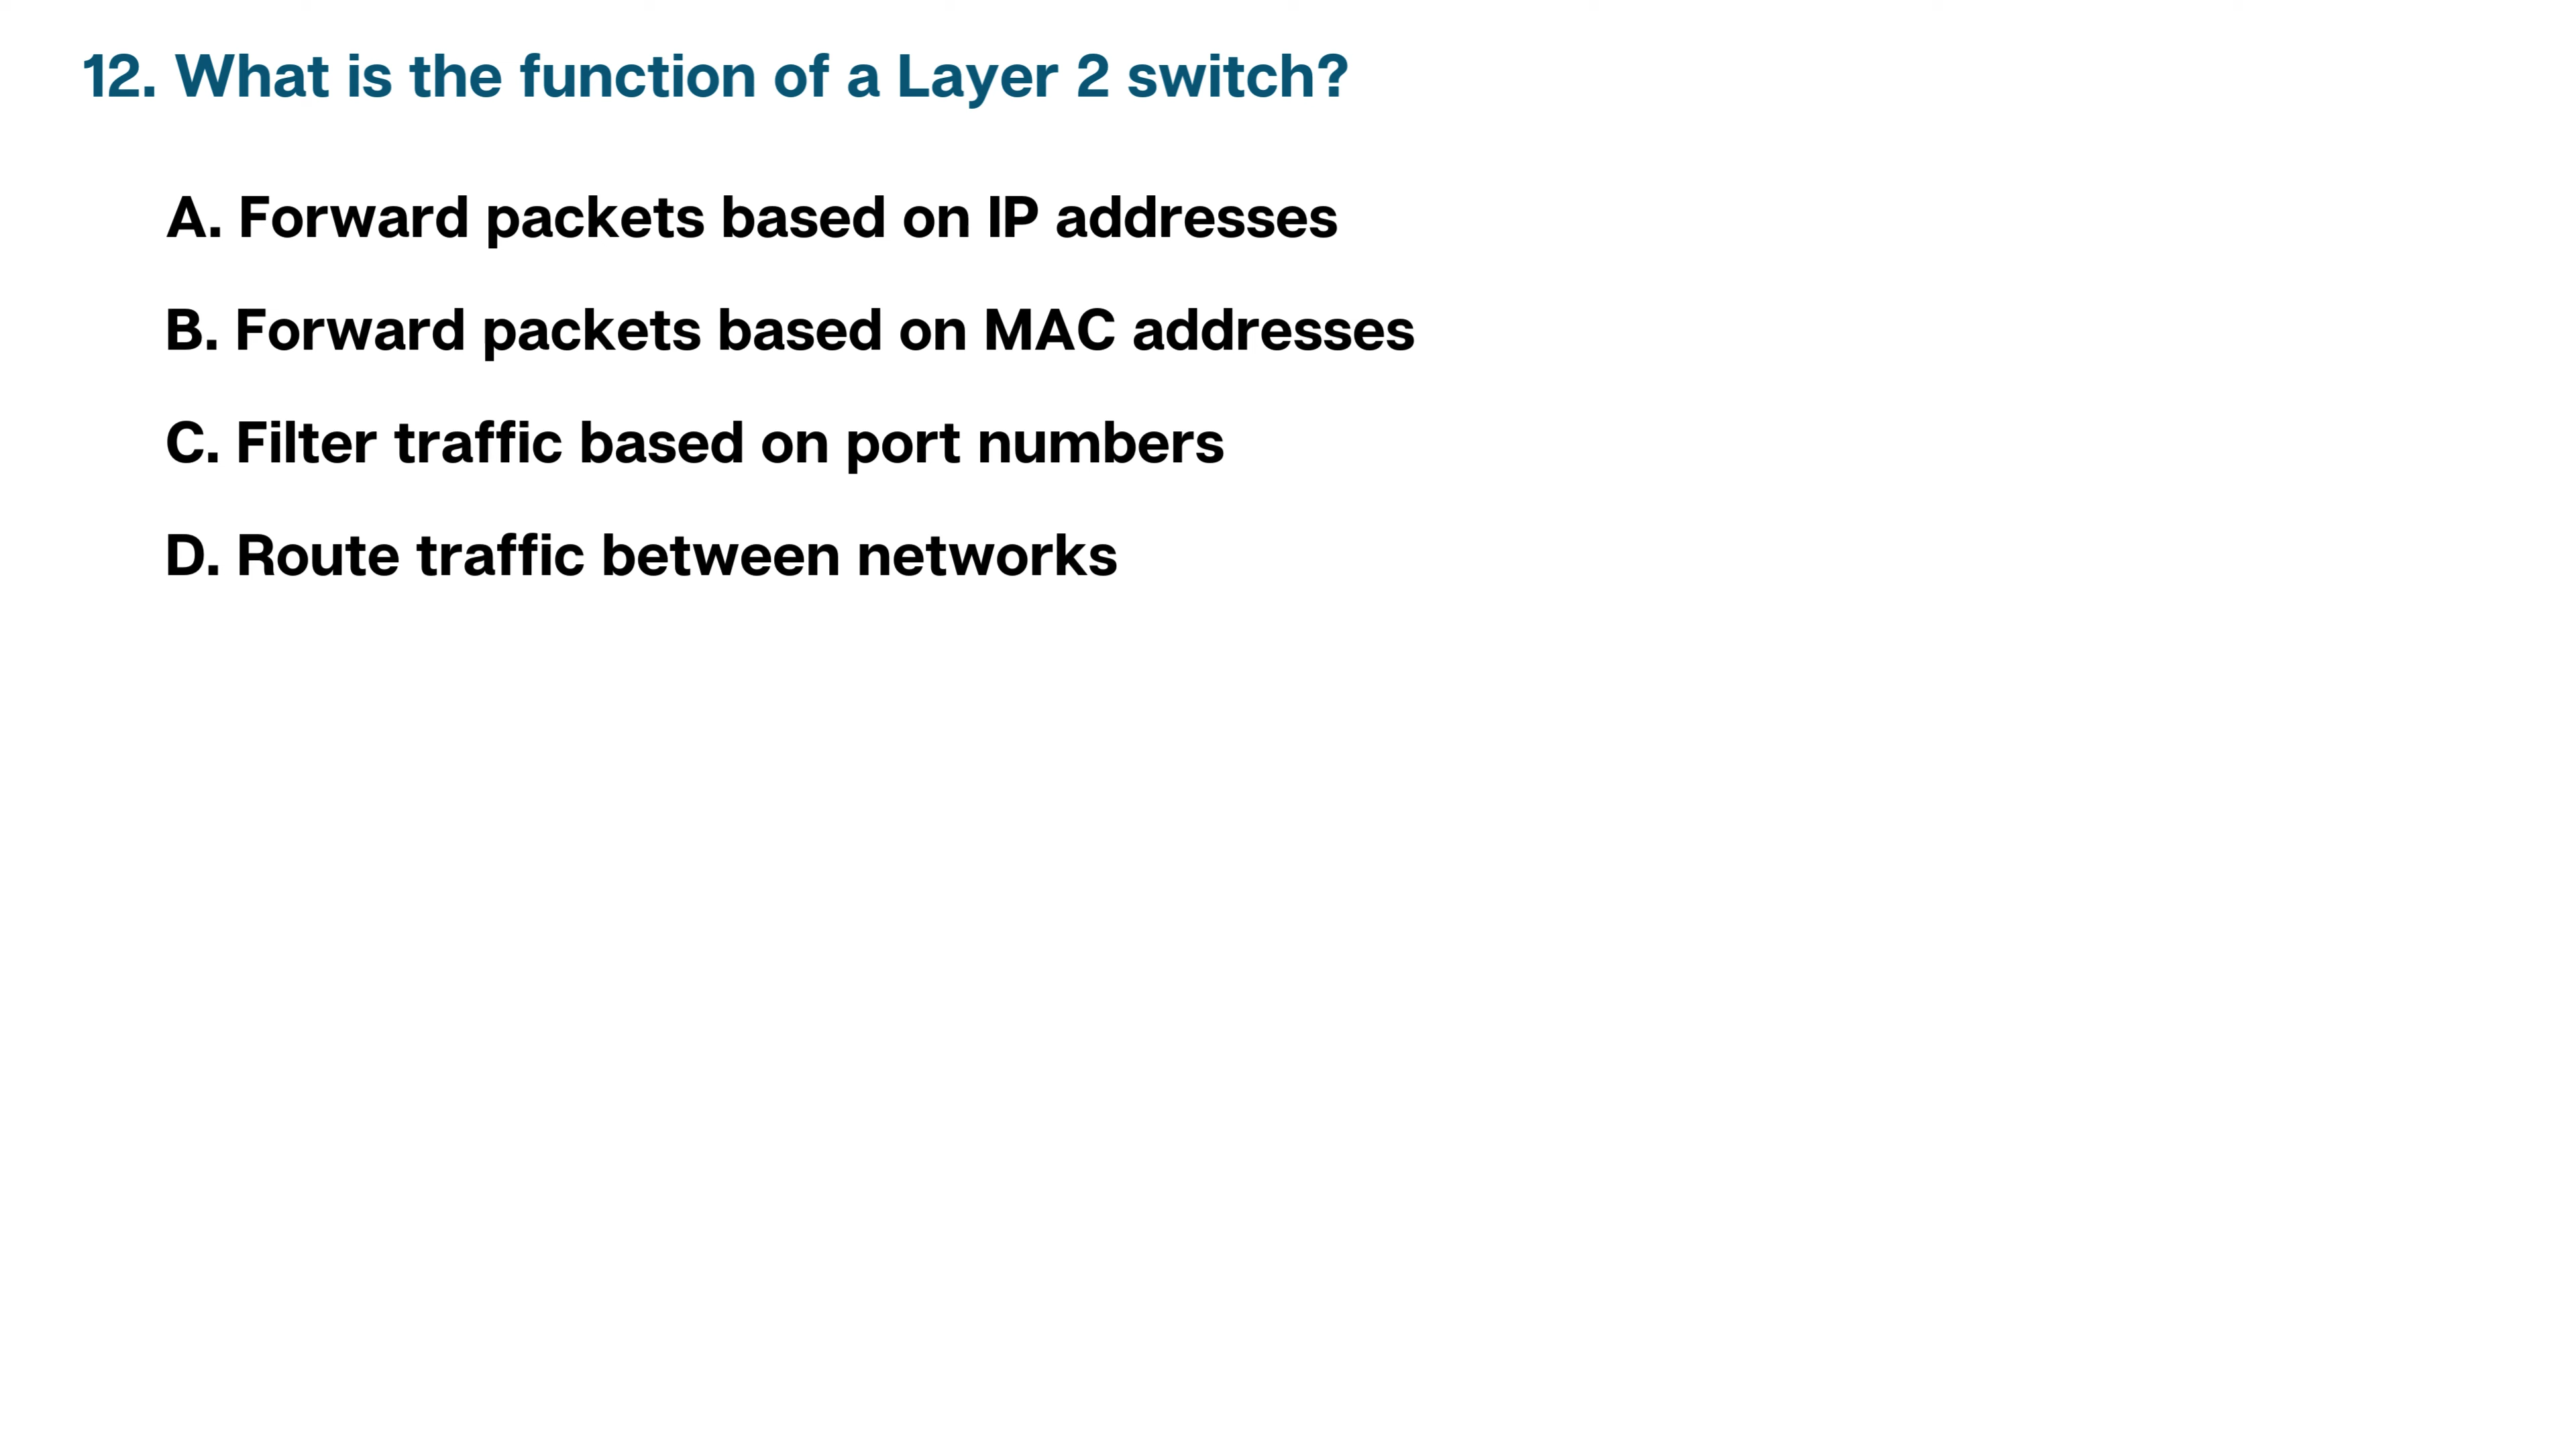 12. What is the function of a Layer 2 switch?
A. Forward packets based on IP addresses
B. Forward packets based on MAC addresses
C. Filter traffic based on port numbers
D. Route traffic between networks